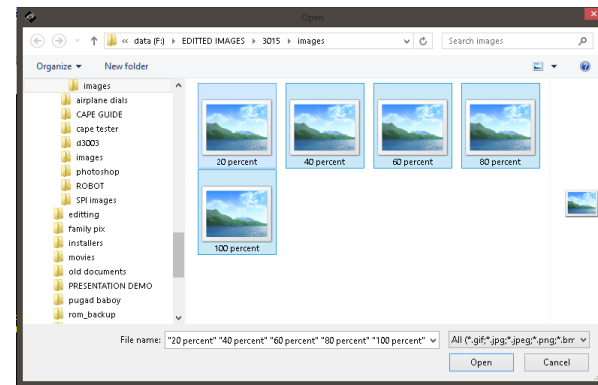 Open
« data (F:) ▸ EDITTED IMAGES ▸ 3015 ▸ images
Search images
Organize
New folder
images
airplane dials
CAPE GUIDE
cape tester
d3003
images
photoshop
ROBOT
SPI images
editting
family pix
installers
movies
old documents
PRESENTATION DEMO
pugad baboy
rom_backup
20 percent
40 percent
60 percent
80 percent
100 percent
File name:
"20 percent" "40 percent" "60 percent" "80 percent" "100 percent"
All (*.gif;*.jpg;*.jpeg;*.png;*.bm
Open
Cancel